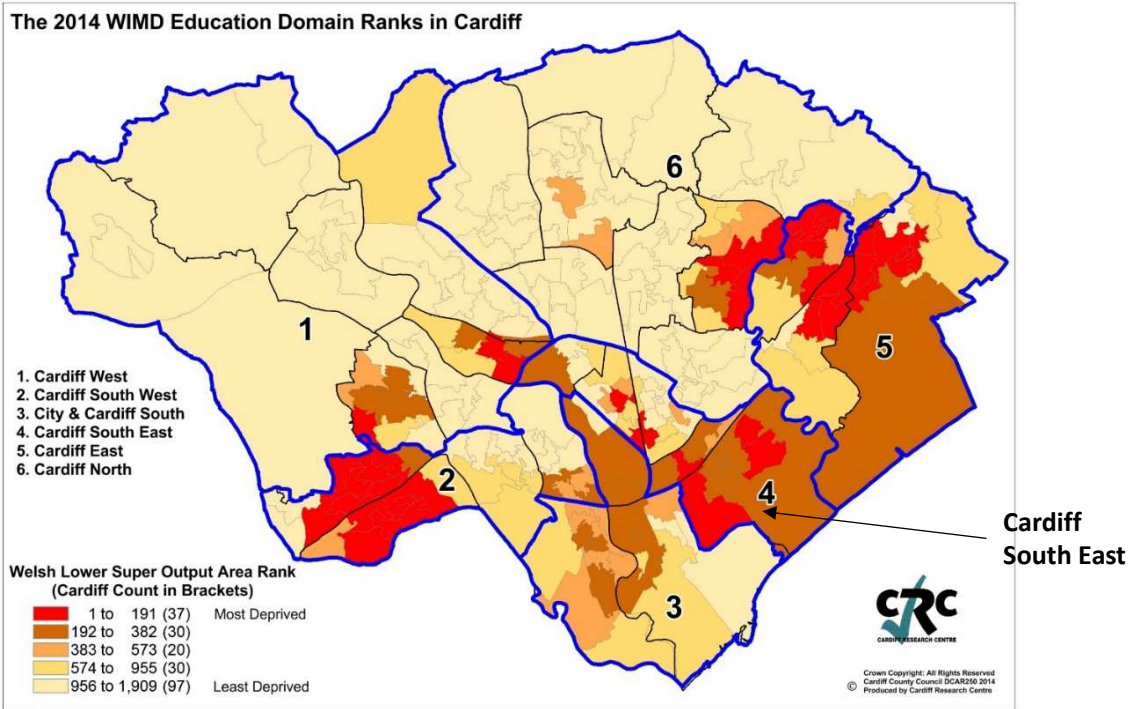 The 2014 WIMD Education Domain Ranks in Cardiff
6
1
5
1. Cardiff West
2. Cardiff South West
3. City & Cardiff South
4. Cardiff South East
5. Cardiff East
6. Cardiff North
2
4
Cardiff
South East
Welsh Lower Super Output Area Rank
(Cardiff Count in Brackets)
1 to 191 (37) Most Deprived
192 to 382 (30)
383 to 573 (20)
574 to 955 (30)
956 to 1,909 (97) Least Deprived
3
CRC
CARDIFF RESEARCH CENTRE
Crown Copyright: All Rights Reserved
Cardiff County Council DCAR250 2014
© Produced by Cardiff Research Centre